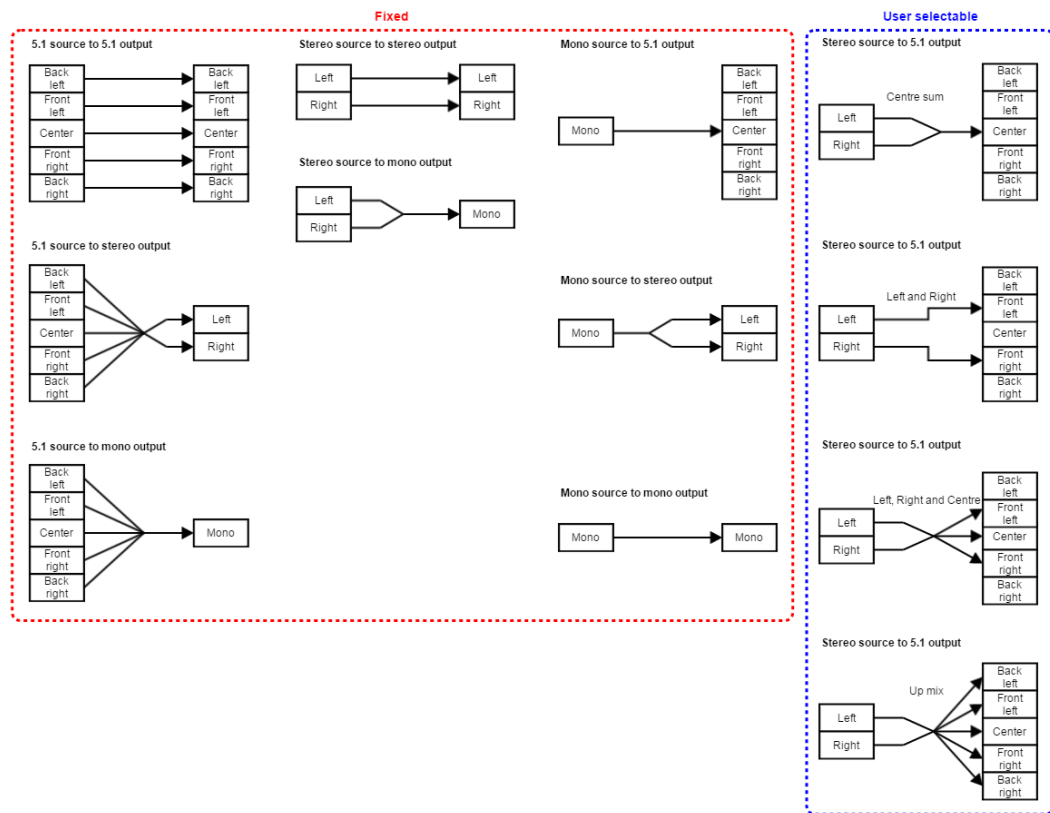 Fixed
User selectable
5.1 source to 5.1 output
Back
left
Front
left
Center
Front
right
Back
right
Back
left
Front
left
Center
Front
right
Back
right
Stereo source to stereo output
Left
Right
Left
Right
Stereo source to mono output
Left
Right
Mono
Mono source to 5.1 output
Mono
Back
left
Front
left
Center
Front
right
Back
right
5.1 source to stereo output
Back
left
Front
left
Center
Front
right
Back
right
Left
Right
Mono source to stereo output
Mono
Left
Right
5.1 source to mono output
Back
left
Front
left
Center
Front
right
Back
right
Mono
Mono source to mono output
Mono
Mono
Stereo source to 5.1 output
Centre sum
Left
Right
Back
left
Front
left
Center
Front
right
Back
right
Stereo source to 5.1 output
Left and Right
Left
Right
Back
left
Front
left
Center
Front
right
Back
right
Stereo source to 5.1 output
Left, Right and Centre
Left
Right
Back
left
Front
left
Center
Front
right
Back
right
Stereo source to 5.1 output
Up mix
Left
Right
Back
left
Front
left
Center
Front
right
Back
right